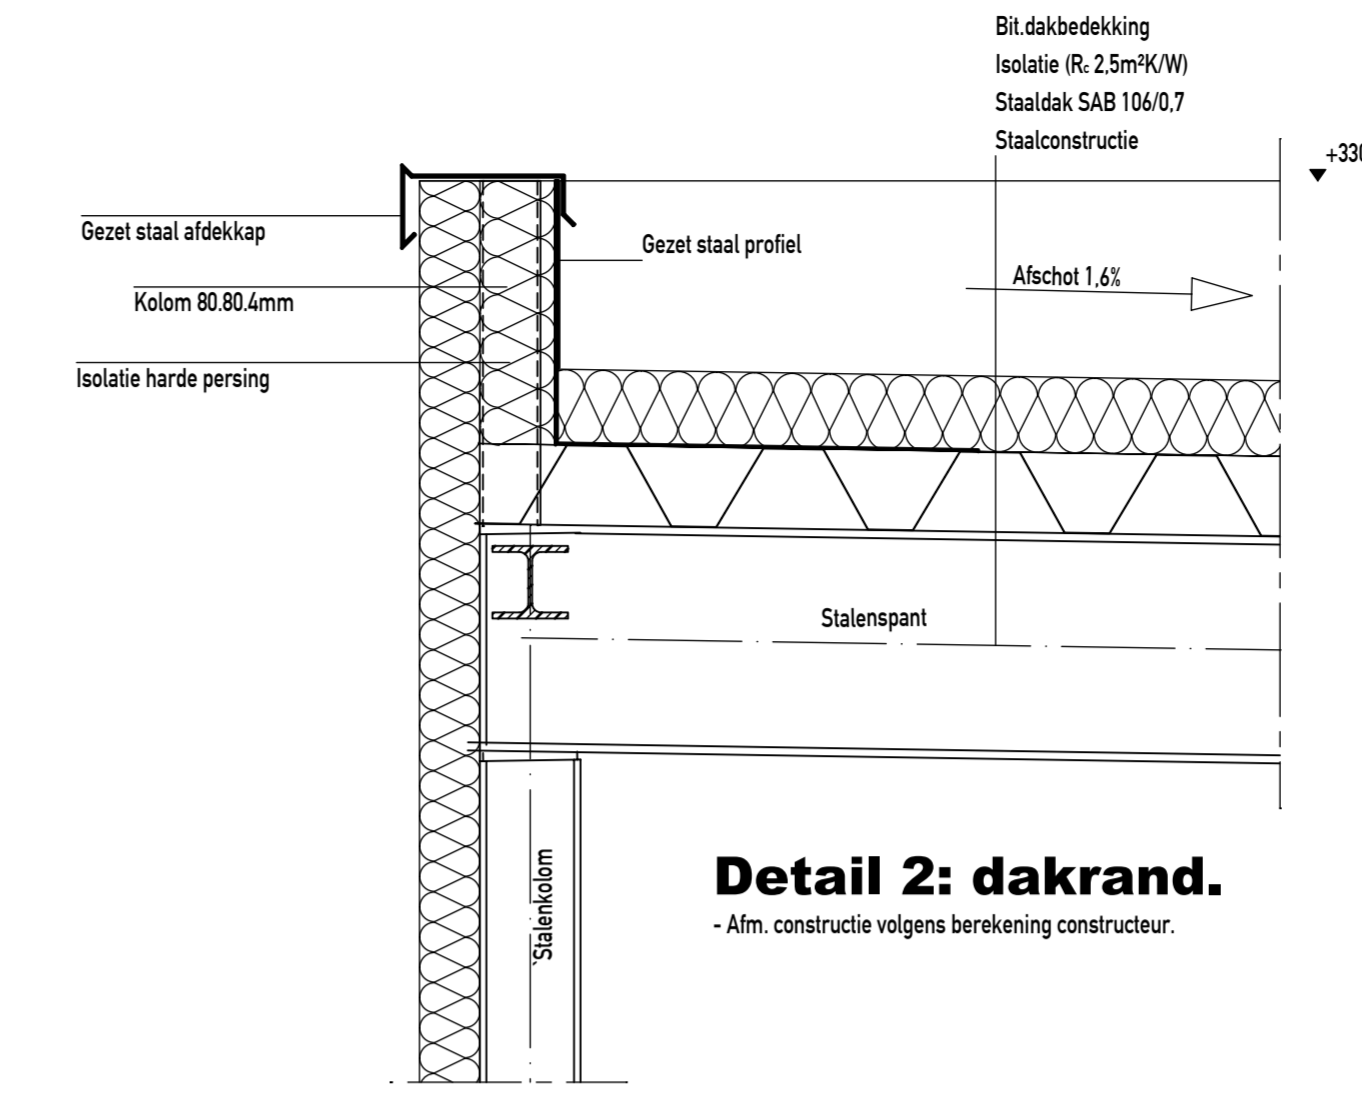 Bit.dakbedekking
Isolatie (Rc 2,5m²K/W)
Staaldak SAB 106/0,7
Staalconstructie
+330
Gezet staal afdekkap
Gezet staal profiel
Afschot 1,6%
Kolom 80.80.4mm
Isolatie harde persing
Stalenspant
`Stalenkolom
Detail 2: dakrand.
- Afm. constructie volgens berekening constructeur.